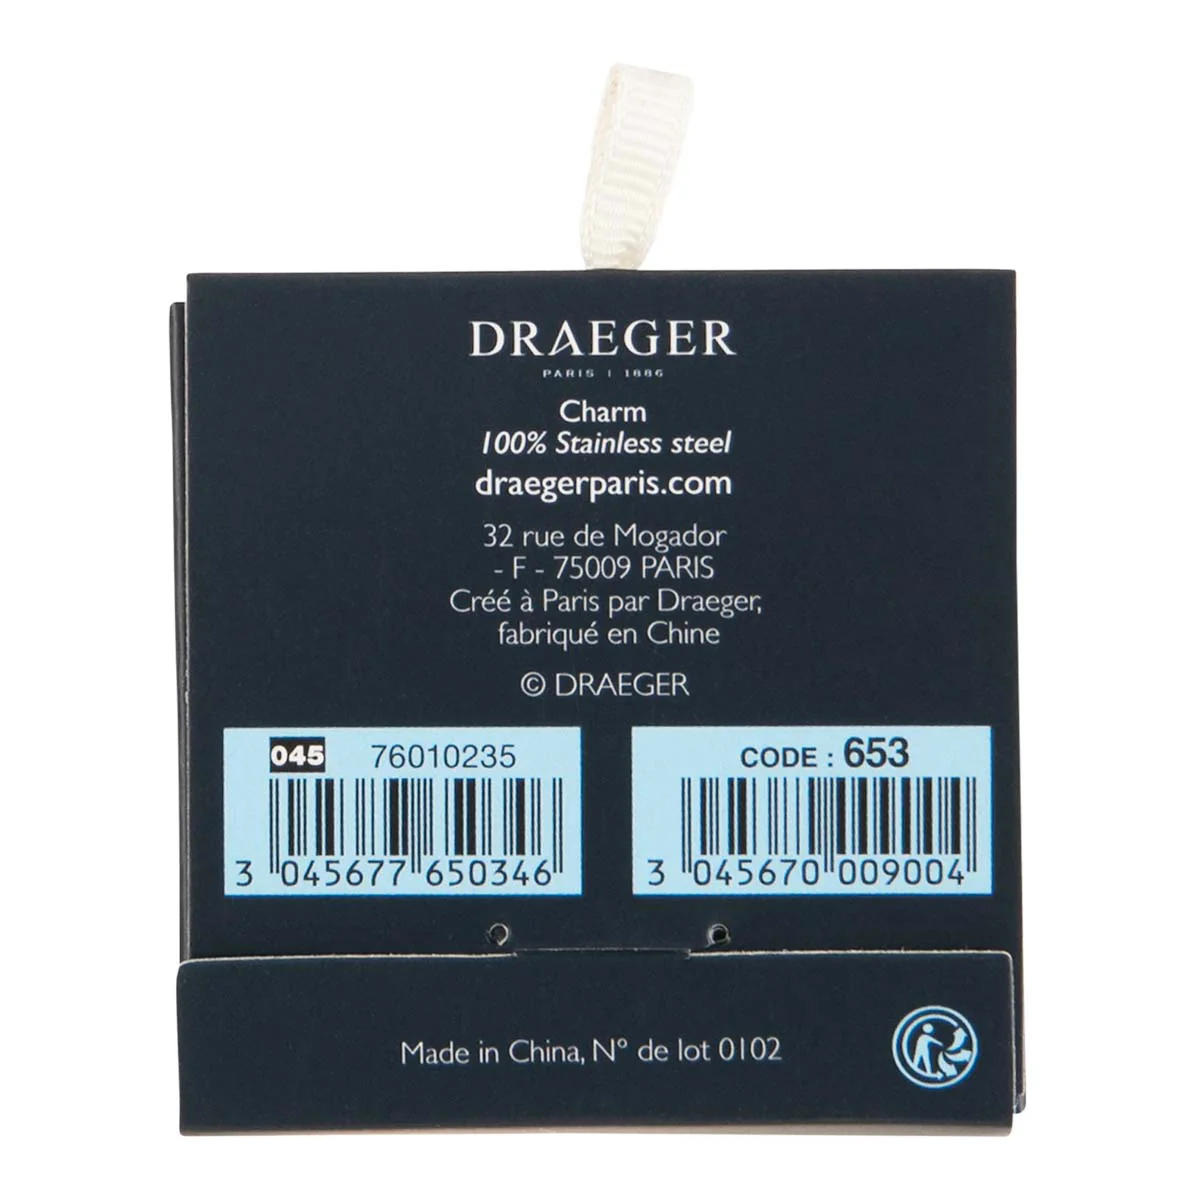 DRAEGER
PARIS | 1886
Charm
100% Stainless steel
draegerparis.com
32 rue de Mogador
- F - 75009 PARIS
Créé à Paris par Draeger,
fabriqué en Chine
© DRAEGER
045 76010235
3 045677 650346
CODE : 653
3 045670 009004
Made in China, N° de lot 0102